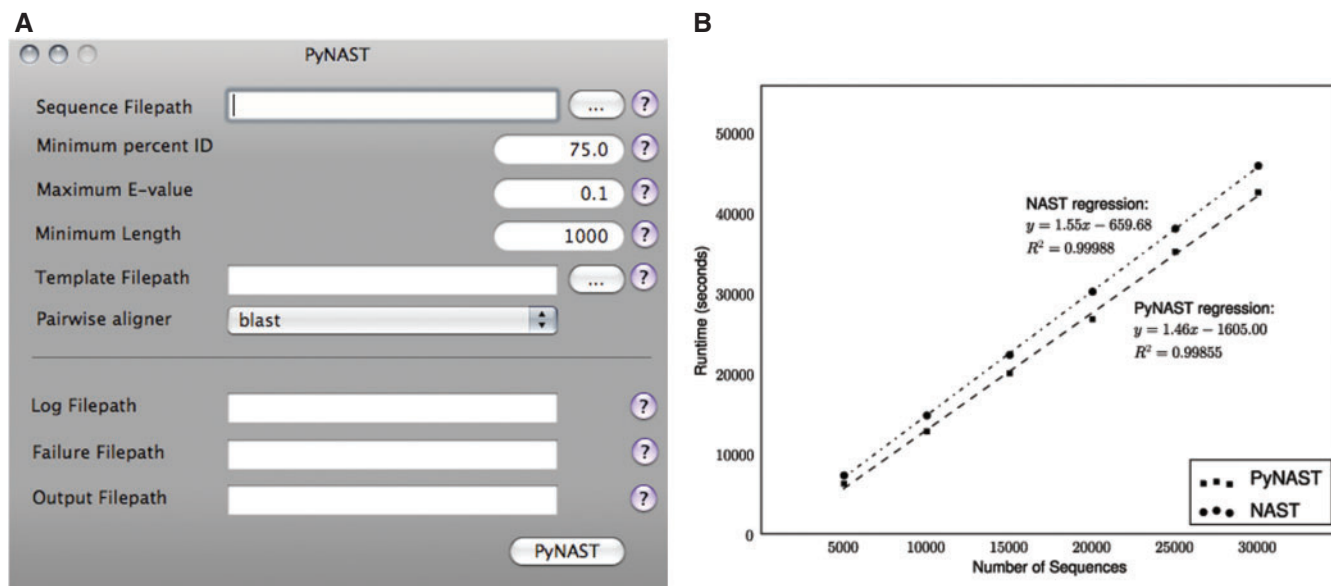 A
PyNAST
Sequence Filepath
...
?
Minimum percent ID
75.0
?
Maximum E-value
0.1
?
Minimum Length
1000
?
Template Filepath
...
?
Pairwise aligner
blast
Log Filepath
?
Failure Filepath
?
Output Filepath
?
PyNAST
B
Runtime (seconds)
50000
40000
30000
20000
10000
0
NAST regression:
y = 1.55x − 659.68
R² = 0.99988
PyNAST regression:
y = 1.46x − 1605.00
R² = 0.99855
PyNAST
NAST
5000 10000 15000 20000 25000 30000
Number of Sequences